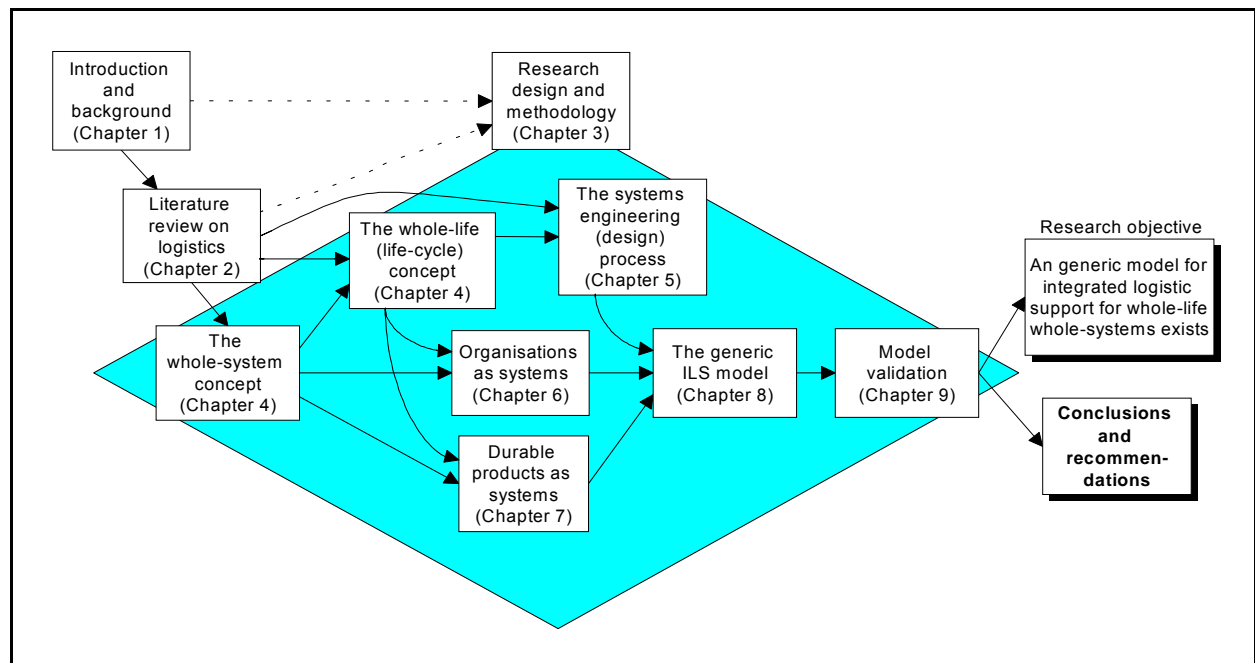 Introduction
and
background
(Chapter 1)
Research
design and
methodology
(Chapter 3)
Literature
review on
logistics
(Chapter 2)
The whole-life
(life-cycle)
concept
(Chapter 4)
The systems
engineering
(design)
process
(Chapter 5)
The
whole-system
concept
(Chapter 4)
Organisations
as systems
(Chapter 6)
Durable
products as
systems
(Chapter 7)
The generic
ILS model
(Chapter 8)
Model
validation
(Chapter 9)
Research objective
An generic model for
integrated logistic
support for whole-life
whole-systems exists
Conclusions
and
recommen-
dations